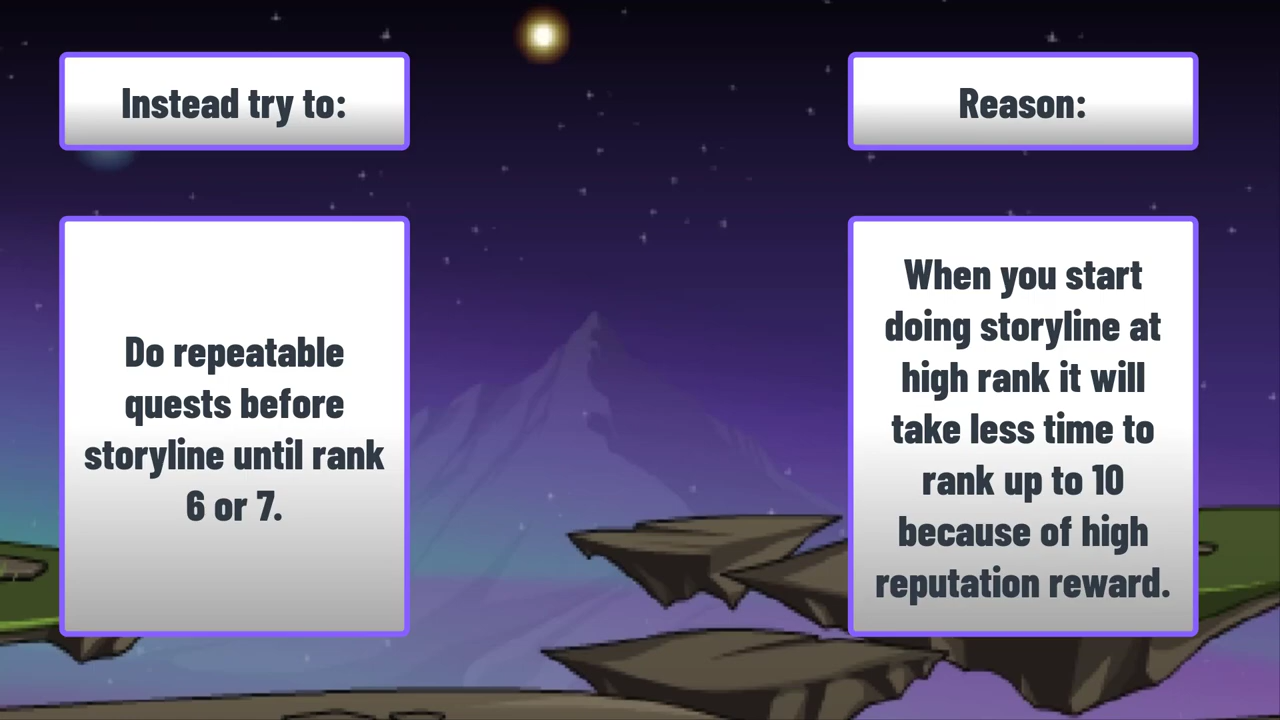 Instead try to:
Reason:
Do repeatable
quests before
storyline until rank
6 or 7.
When you start
doing storyline at
high rank it will
take less time to
rank up to 10
because of high
reputation reward.